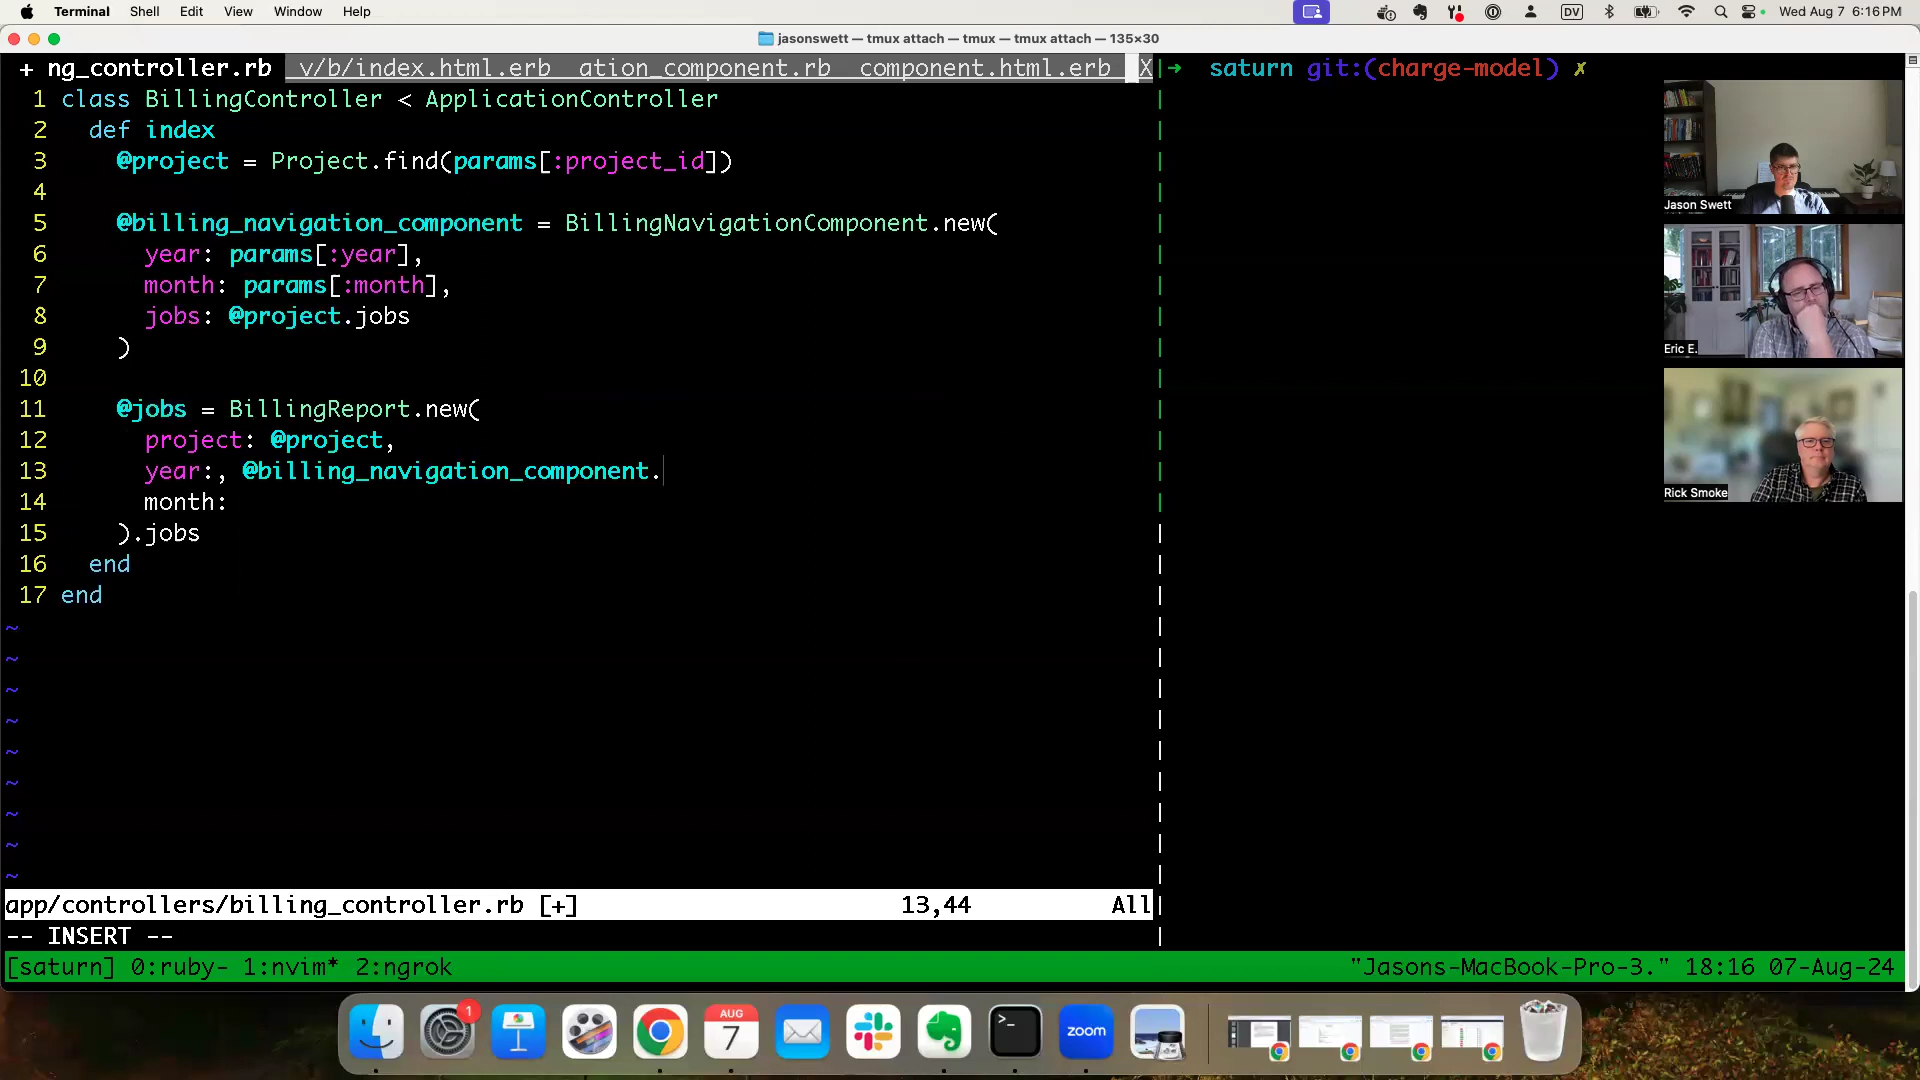 Terminal Shell Edit View Window Help DV Wed Aug 7 6:16 PM
jasonswett — tmux attach — tmux — tmux attach — 135×30
+ ng_controller.rb v/b/index.html.erb ation_component.rb component.html.erb X
1 class BillingController < ApplicationController
2 def index
3 @project = Project.find(params[:project_id])
4
5 @billing_navigation_component = BillingNavigationComponent.new(
6 year: params[:year],
7 month: params[:month],
8 jobs: @project.jobs
9 )
10
11 @jobs = BillingReport.new(
12 project: @project,
13 year:, @billing_navigation_component.
14 month:
15 ).jobs
16 end
17 end
~
~
~
~
~
~
~
~
~
app/controllers/billing_controller.rb [+] 13,44 All
-- INSERT --
[saturn] 0:ruby- 1:nvim* 2:ngrok "Jasons-MacBook-Pro-3." 18:16 07-Aug-24
➜ saturn git:(charge-model) ✗
Jason Swett
Eric E.
Rick Smoke
1
AUG
7
>_
zoom